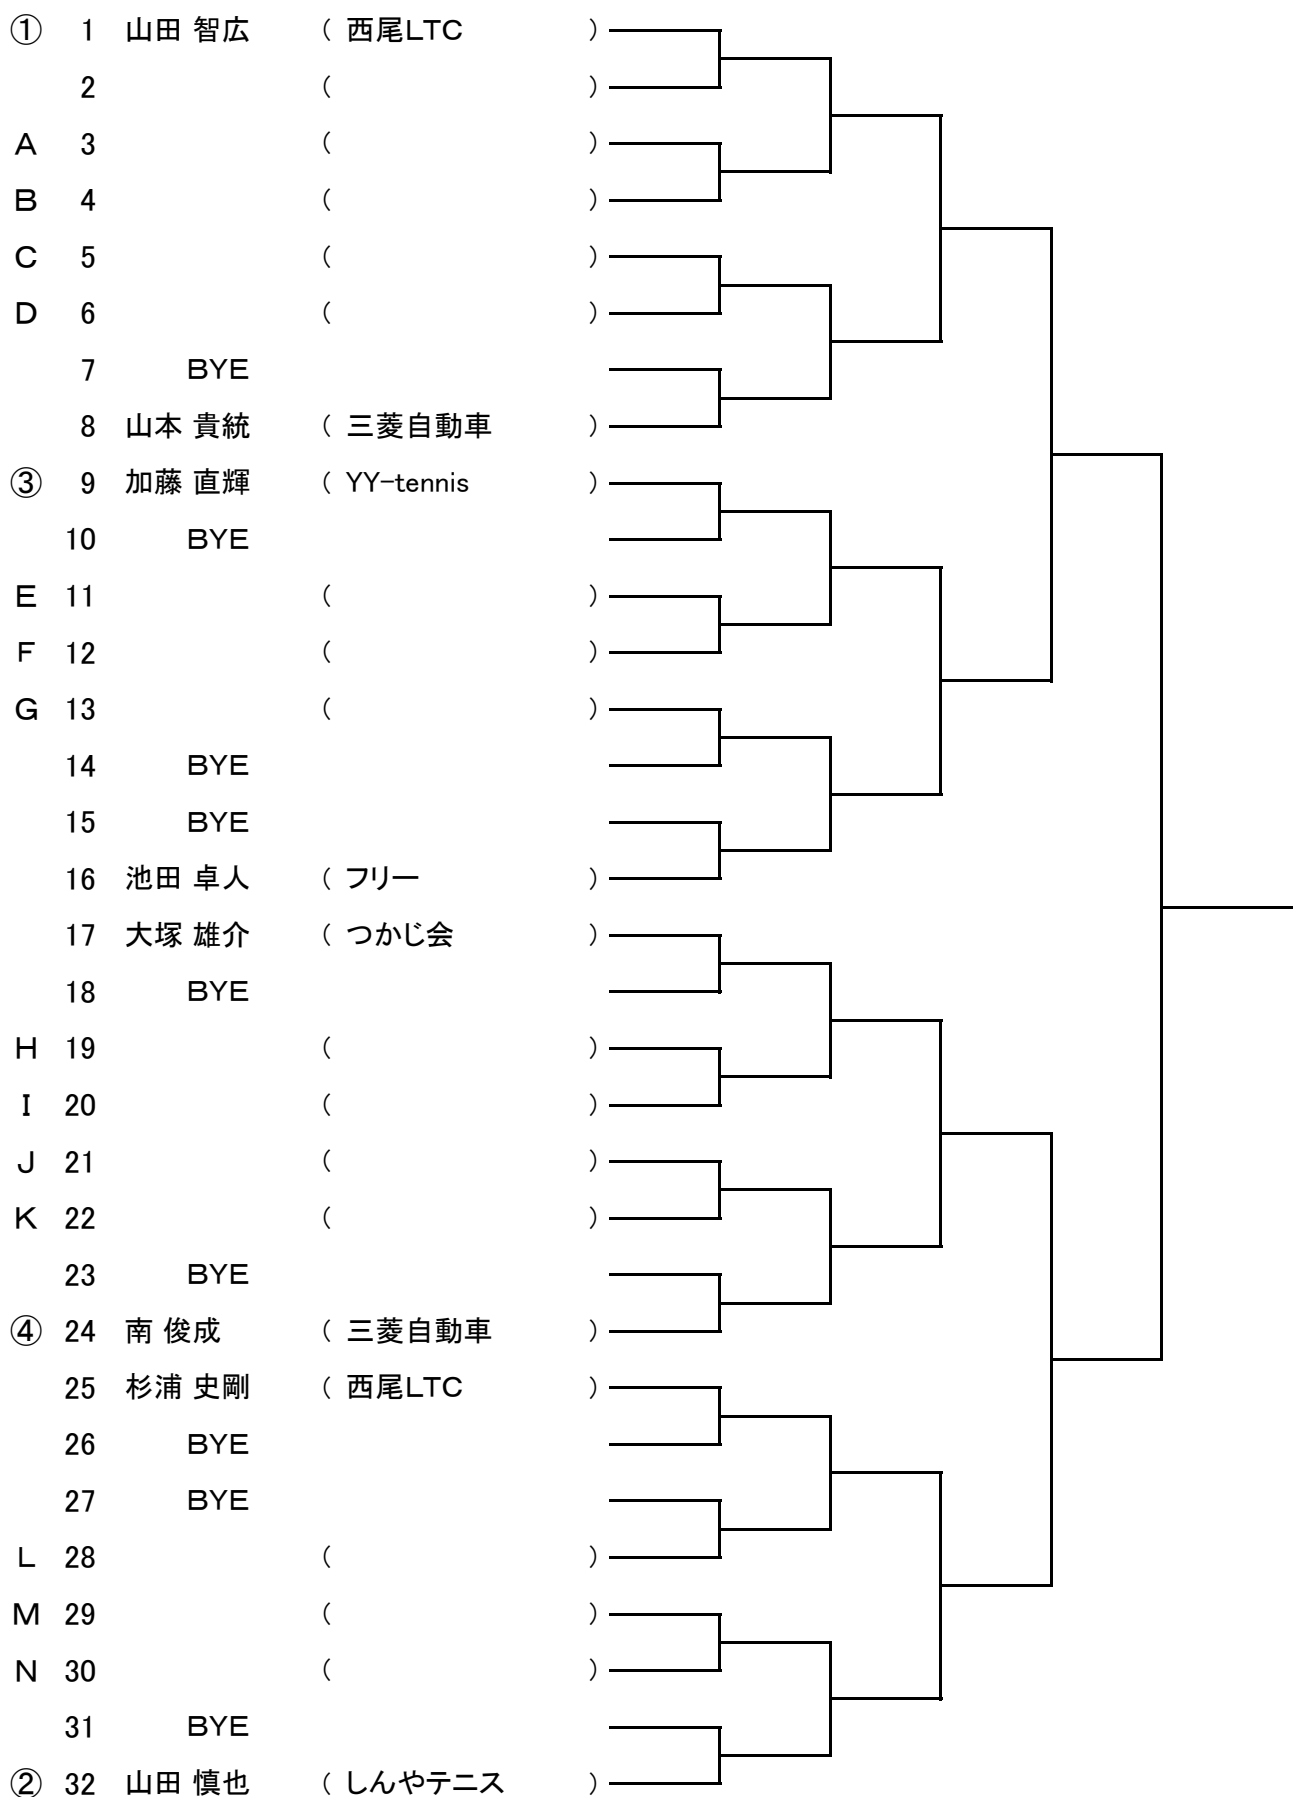 ① 1 山田 智広 ( 西尾LTC )
2 ( )
A 3 ( )
B 4 ( )
C 5 ( )
D 6 ( )
7 BYE
8 山本 貴統 ( 三菱自動車 )
③ 9 加藤 直輝 ( YY-tennis )
10 BYE
E 11 ( )
F 12 ( )
G 13 ( )
14 BYE
15 BYE
16 池田 卓人 ( フリー )
17 大塚 雄介 ( つかじ会 )
18 BYE
H 19 ( )
I 20 ( )
J 21 ( )
K 22 ( )
23 BYE
④ 24 南 俊成 ( 三菱自動車 )
25 杉浦 史剛 ( 西尾LTC )
26 BYE
27 BYE
L 28 ( )
M 29 ( )
N 30 ( )
31 BYE
② 32 山田 慎也 ( しんやテニス )